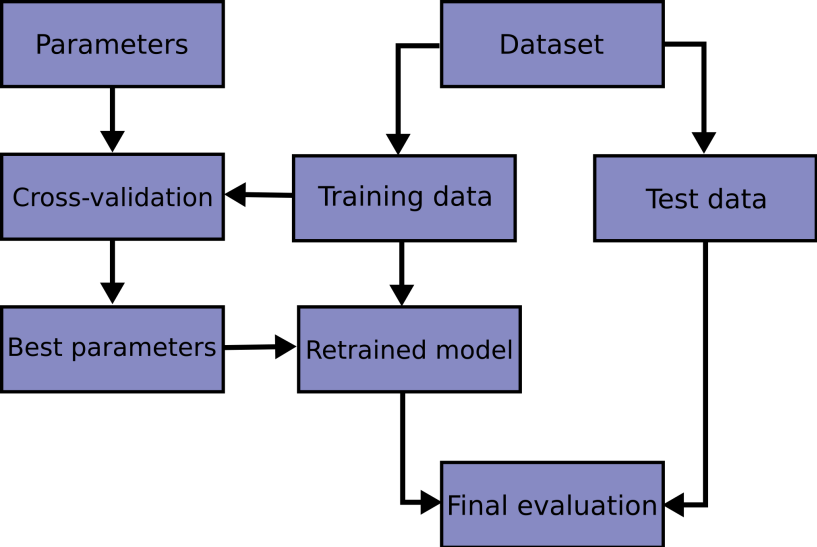 Parameters
Dataset
Cross-validation
Training data
Test data
Best parameters
Retrained model
Final evaluation